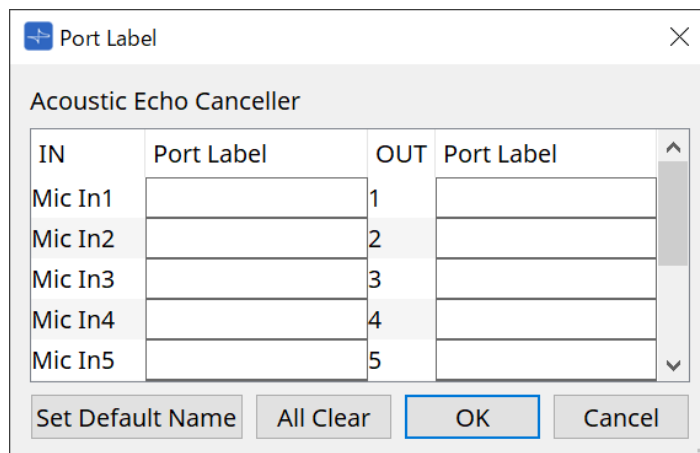 Port Label
Acoustic Echo Canceller
IN Port Label OUT Port Label
Mic In1 1
Mic In2 2
Mic In3 3
Mic In4 4
Mic In5 5
Set Default Name All Clear OK Cancel